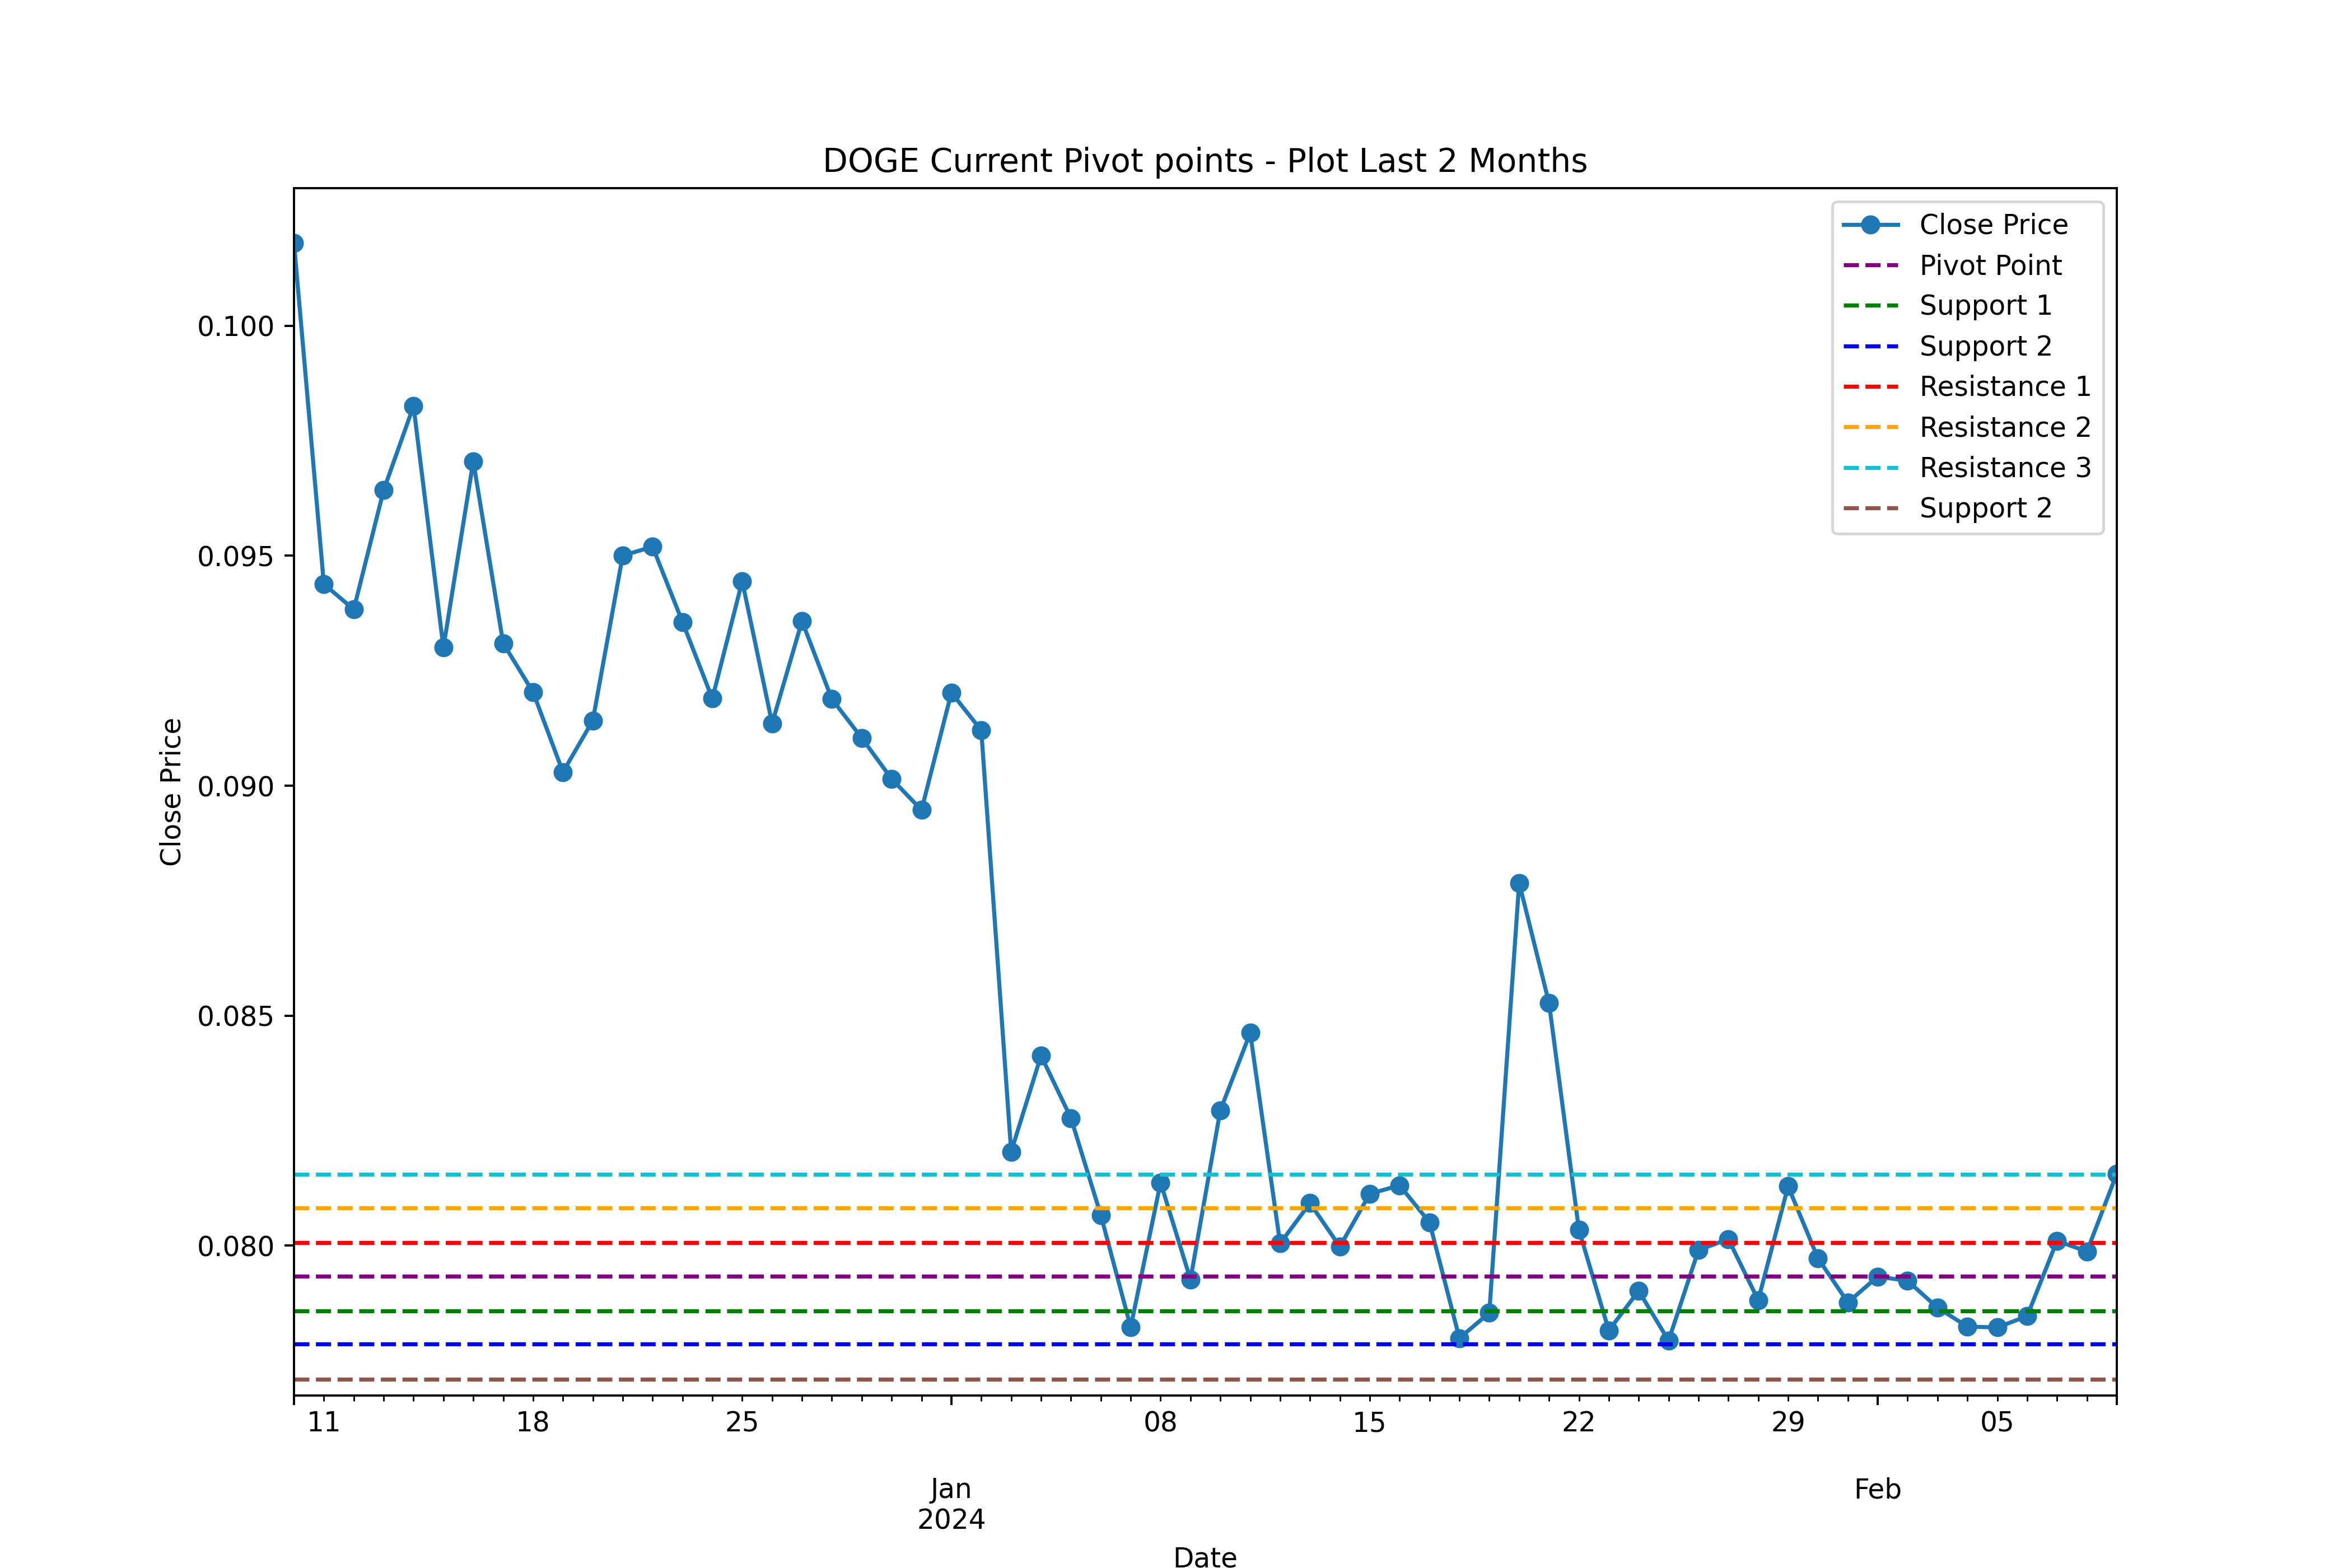 DOGE Current Pivot points - Plot Last 2 Months
Close Price
Pivot Point
Support 1
Support 2
Resistance 1
Resistance 2
Resistance 3
Support 2
Close Price
0.100
0.095
0.090
0.085
0.080
11 18 25 08 15 22 29 05
Jan Feb
2024
Date